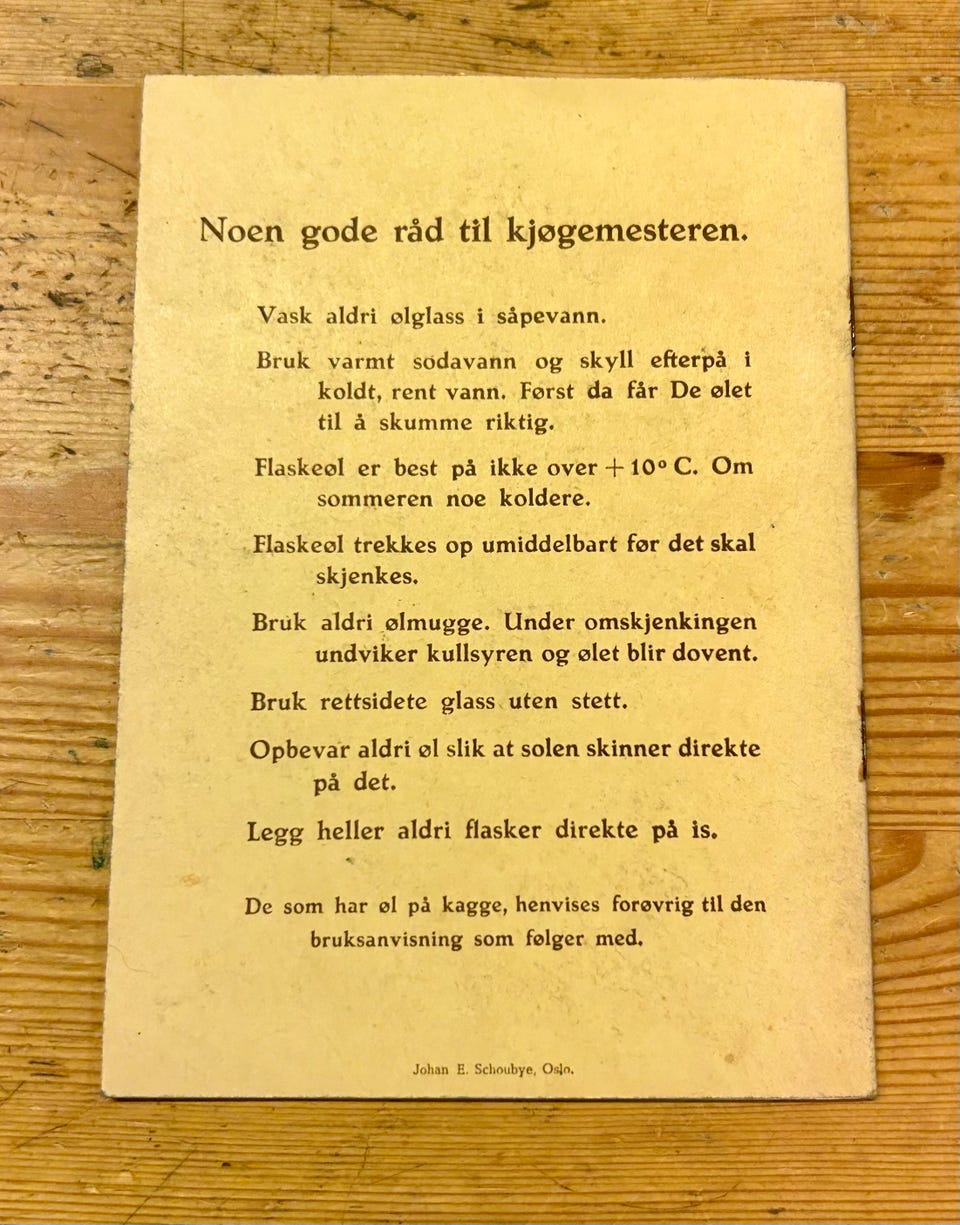 Noen gode råd til kjøgemesteren.
Vask aldri ølglass i såpevann.
Bruk varmt sodavann og skyll efterpå i
koldt, rent vann. Først da får De ølet
til å skumme riktig.
Flaskeøl er best på ikke over +10° C. Om
sommeren noe koldere.
Flaskeøl trekkes op umiddelbart før det skal
skjenkes.
Bruk aldri ølmugge. Under omskjenkingen
undviker kullsyren og ølet blir dovent.
Bruk rettsidete glass uten stett.
Opbevar aldri øl slik at solen skinner direkte
på det.
Legg heller aldri flasker direkte på is.
De som har øl på kagge, henvises forøvrig til den
bruksanvisning som følger med.
Johan E. Schoubye, Oslo.